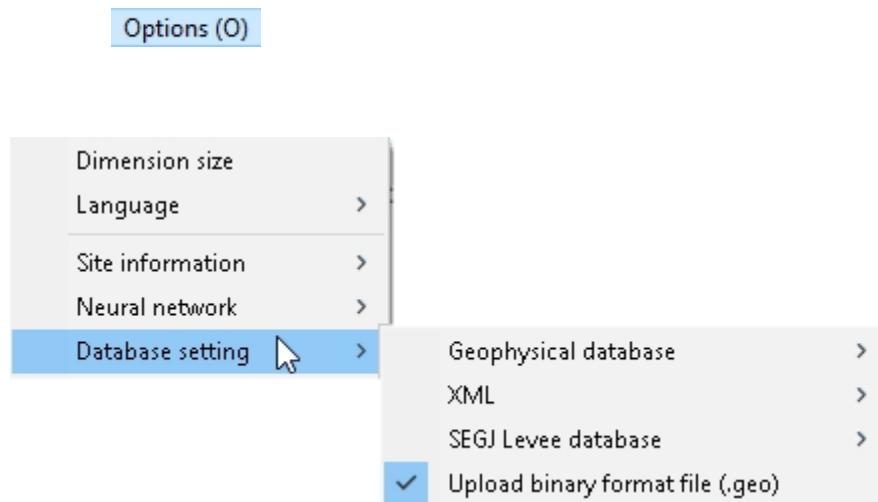 Options (O)
Dimension size
Language
Site information
Neural network
Database setting
Geophysical database
XML
SEGJ Levee database
Upload binary format file (.geo)